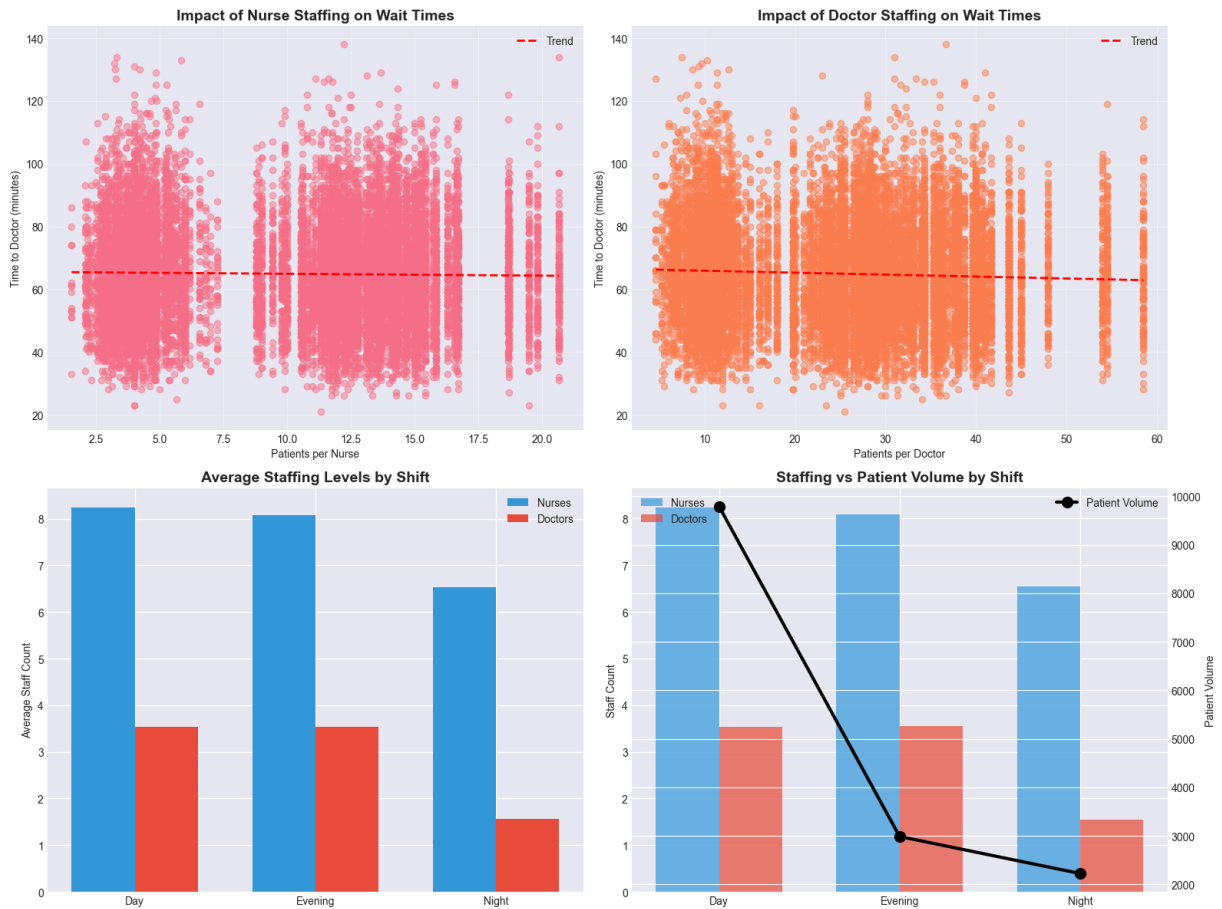 Impact of Nurse Staffing on Wait Times
Trend
140
120
100
80
60
40
20
Time to Doctor (minutes)
2.5 5.0 7.5 10.0 12.5 15.0 17.5 20.0
Patients per Nurse
Impact of Doctor Staffing on Wait Times
Trend
140
120
100
80
60
40
20
Time to Doctor (minutes)
10 20 30 40 50 60
Patients per Doctor
Average Staffing Levels by Shift
Nurses
Doctors
8
7
6
5
4
3
2
1
0
Average Staff Count
Day Evening Night
Staffing vs Patient Volume by Shift
Nurses
Doctors
Patient Volume
8
7
6
5
4
3
2
1
0
Staff Count
10000
9000
8000
7000
6000
5000
4000
3000
2000
Patient Volume
Day Evening Night